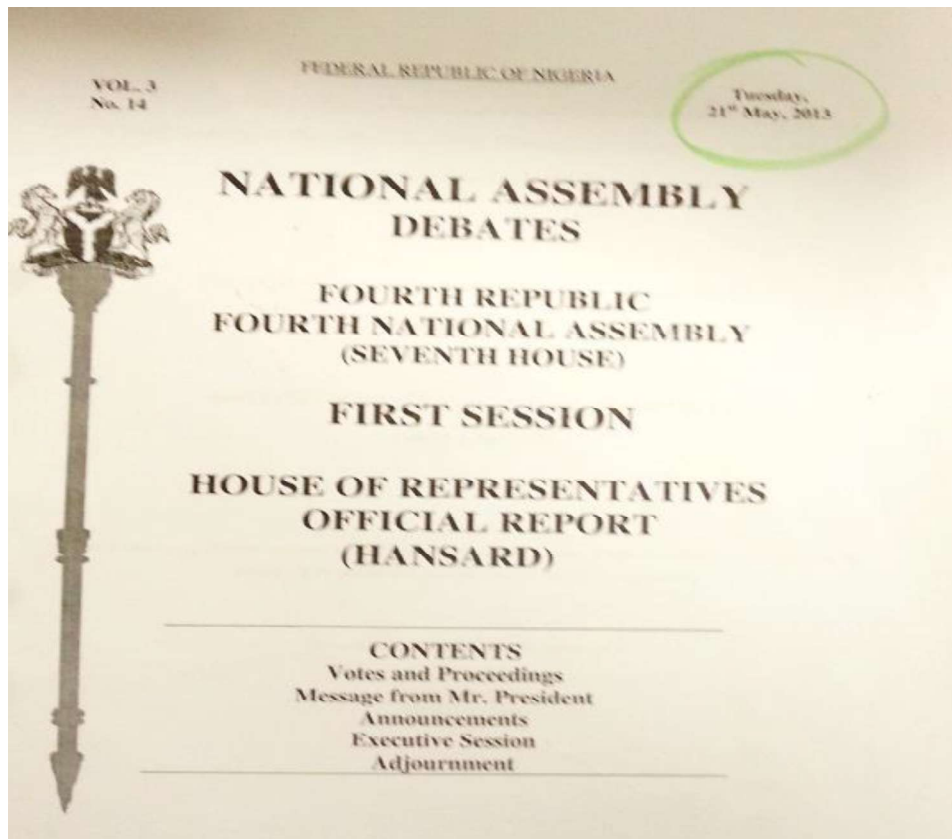 FEDERAL REPUBLIC OF NIGERIA
VOL. 3
No. 14
Tuesday,
21st May, 2013
NATIONAL ASSEMBLY
DEBATES
FOURTH REPUBLIC
FOURTH NATIONAL ASSEMBLY
(SEVENTH HOUSE)
FIRST SESSION
HOUSE OF REPRESENTATIVES
OFFICIAL REPORT
(HANSARD)
CONTENTS
Votes and Proceedings
Message from Mr. President
Announcements
Executive Session
Adjournment